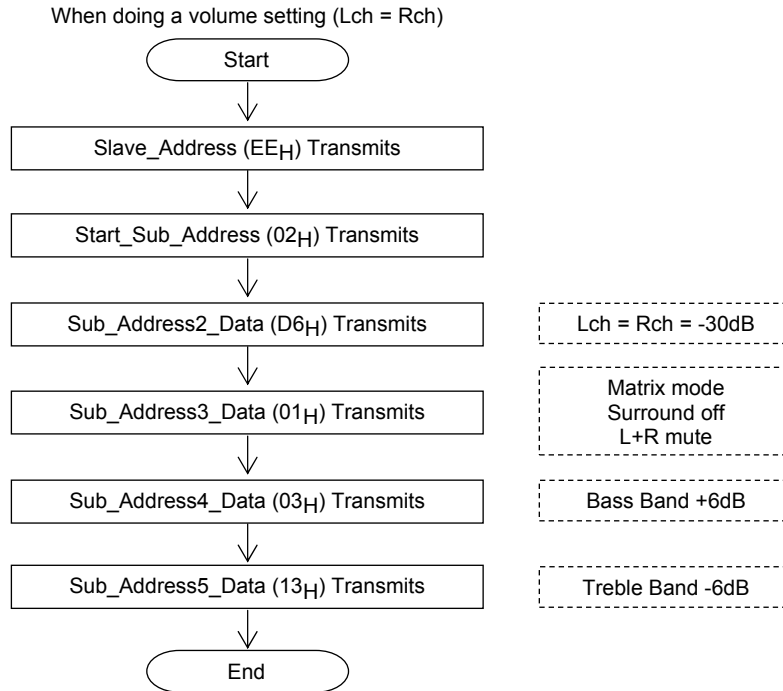 When doing a volume setting (Lch = Rch)
Start
Slave_Address (EEH) Transmits
Start_Sub_Address (02H) Transmits
Sub_Address2_Data (D6H) Transmits
Lch = Rch = -30dB
Sub_Address3_Data (01H) Transmits
Matrix mode
Surround off
L+R mute
Sub_Address4_Data (03H) Transmits
Bass Band +6dB
Sub_Address5_Data (13H) Transmits
Treble Band -6dB
End